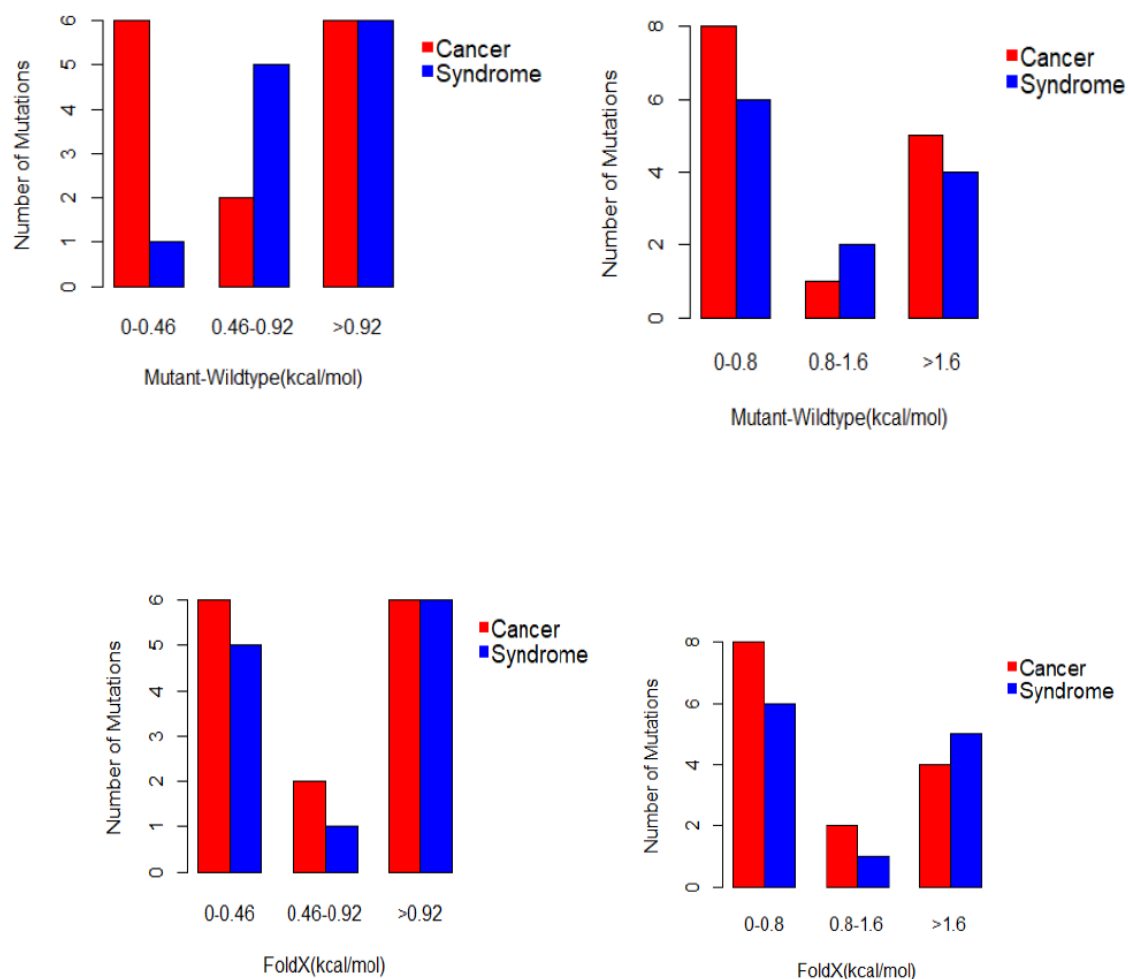 6
5
4
3
2
1
0
Number of Mutations
Cancer
Syndrome
0-0.46 0.46-0.92 >0.92
Mutant-Wildtype(kcal/mol)
8
6
4
2
0
Number of Mutations
Cancer
Syndrome
0-0.8 0.8-1.6 >1.6
Mutant-Wildtype(kcal/mol)
6
5
4
3
2
1
0
Number of Mutations
Cancer
Syndrome
0-0.46 0.46-0.92 >0.92
FoldX(kcal/mol)
8
6
4
2
0
Number of Mutations
Cancer
Syndrome
0-0.8 0.8-1.6 >1.6
FoldX(kcal/mol)